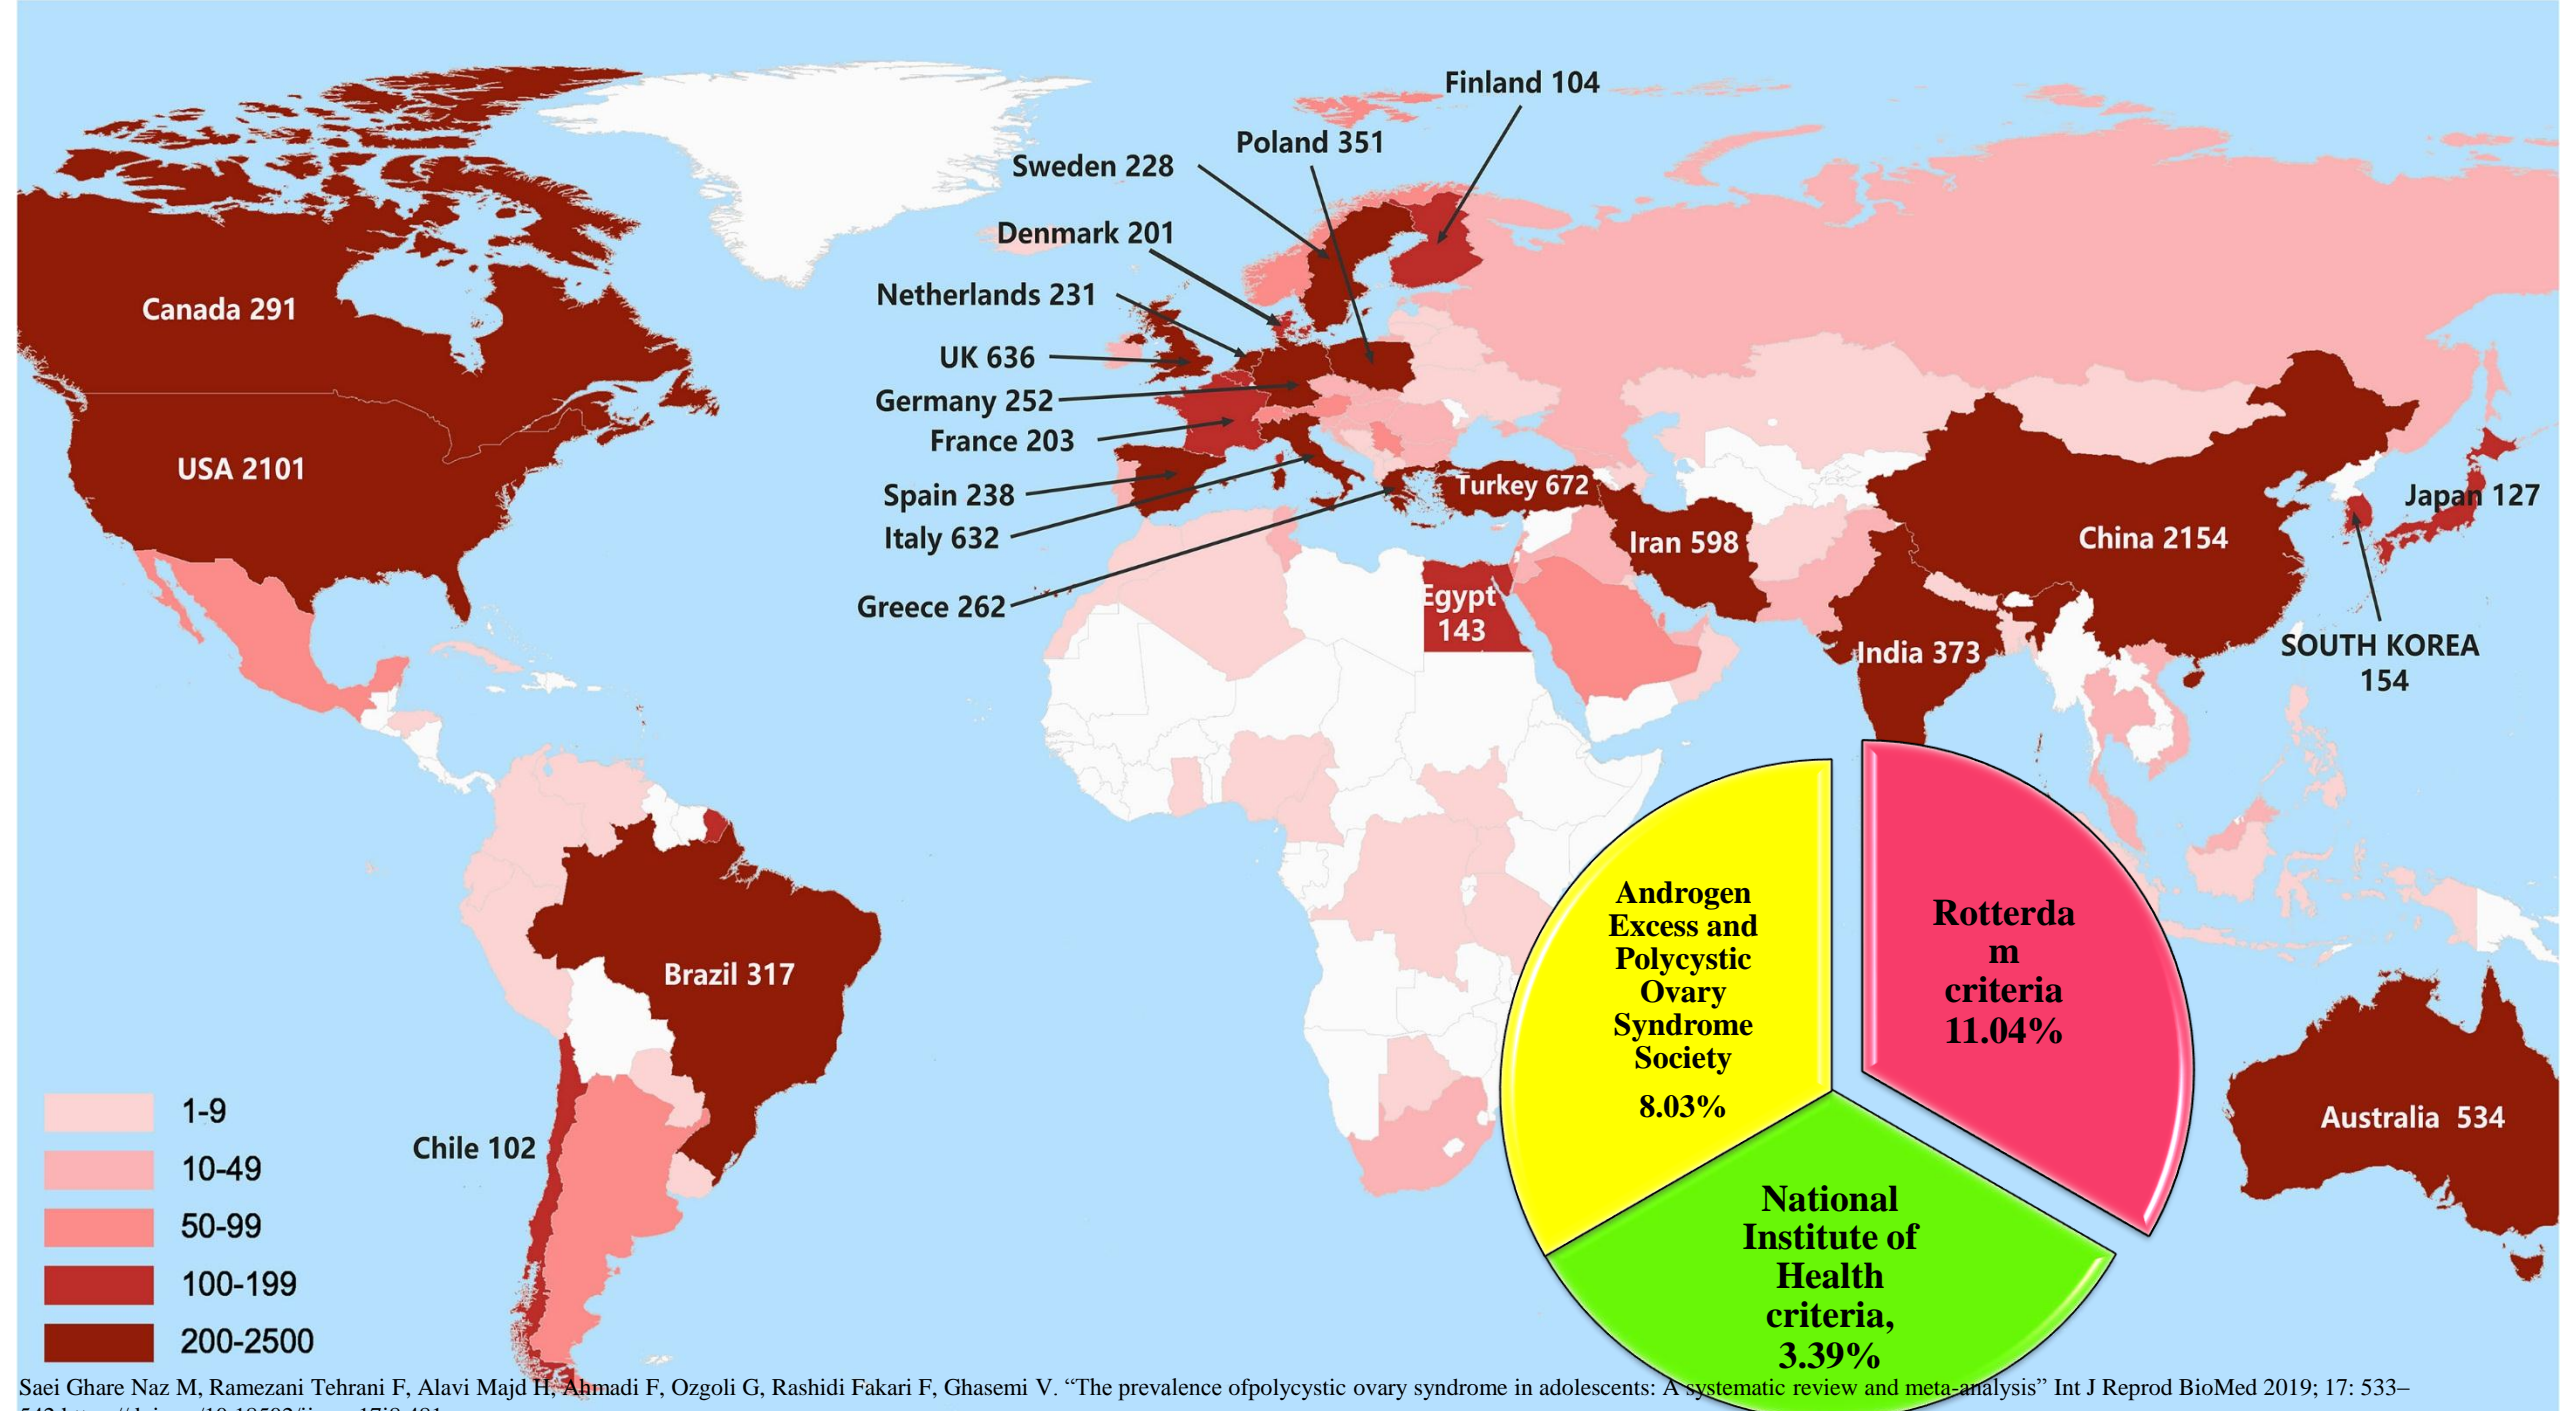 Finland 104
Poland 351
Sweden 228
Denmark 201
Netherlands 231
Canada 291
UK 636
Germany 252
France 203
USA 2101
Spain 238
Turkey 672
Japan 127
Italy 632
Iran 598
China 2154
Greece 262
Egypt
143
India 373
SOUTH KOREA
154
Brazil 317
Chile 102
Australia 534
Androgen
Excess and
Polycystic
Ovary
Syndrome
Society
8.03%
Rotterda
m
criteria
11.04%
National
Institute of
Health
criteria,
3.39%
1-9
10-49
50-99
100-199
200-2500
Saei Ghare Naz M, Ramezani Tehrani F, Alavi Majd H, Ahmadi F, Ozgoli G, Rashidi Fakari F, Ghasemi V. “The prevalence ofpolycystic ovary syndrome in adolescents: A systematic review and meta-analysis” Int J Reprod BioMed 2019; 17: 533–